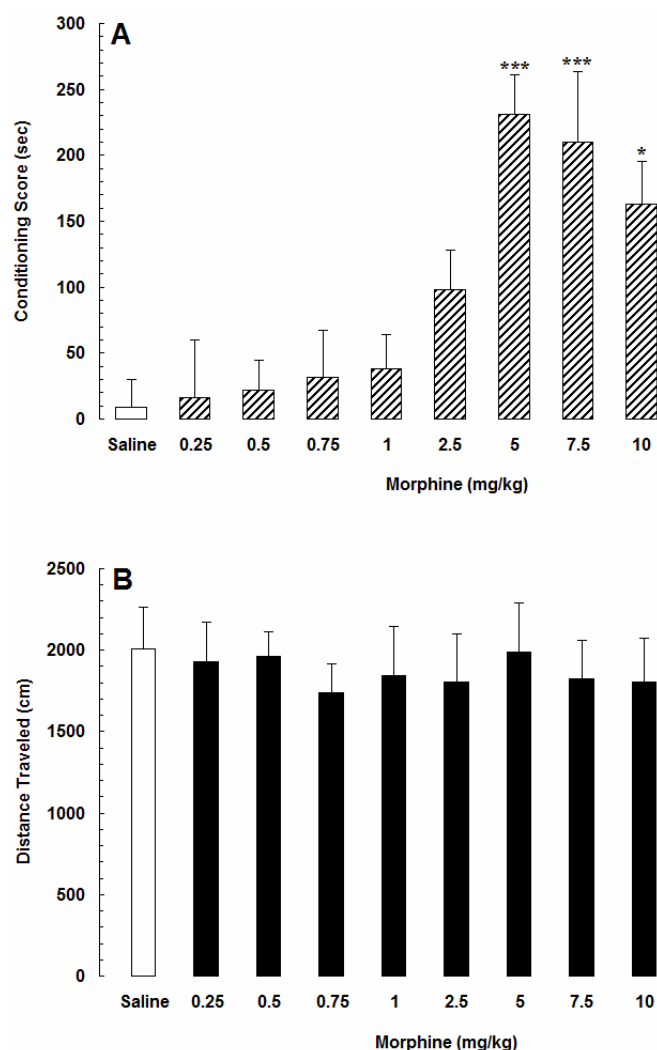 A
Conditioning Score (sec)
300
250
200
150
100
50
0
***
***
*
Saline 0.25 0.5 0.75 1 2.5 5 7.5 10
Morphine (mg/kg)
B
Distance Traveled (cm)
2500
2000
1500
1000
500
0
Saline 0.25 0.5 0.75 1 2.5 5 7.5 10
Morphine (mg/kg)